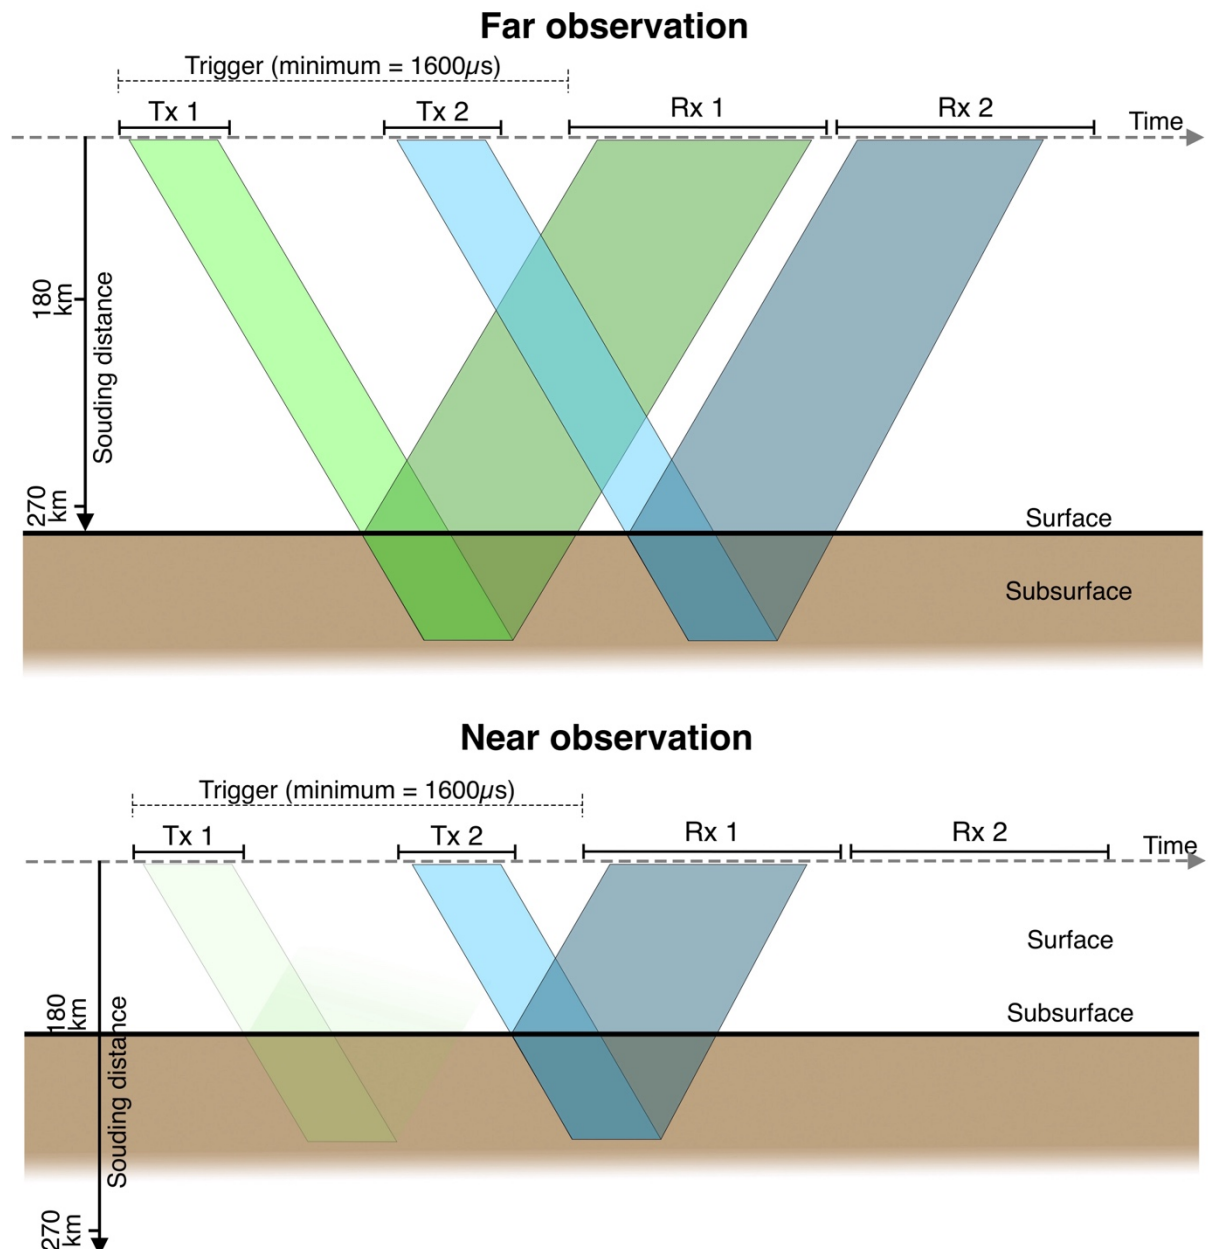 Far observation
Trigger (minimum = 1600µs)
Tx 1
Tx 2
Rx 1
Rx 2
Time
180
km
Souding distance
270
km
Surface
Subsurface
Near observation
Trigger (minimum = 1600µs)
Tx 1
Tx 2
Rx 1
Rx 2
Time
Surface
180
km
Subsurface
Souding distance
270
km